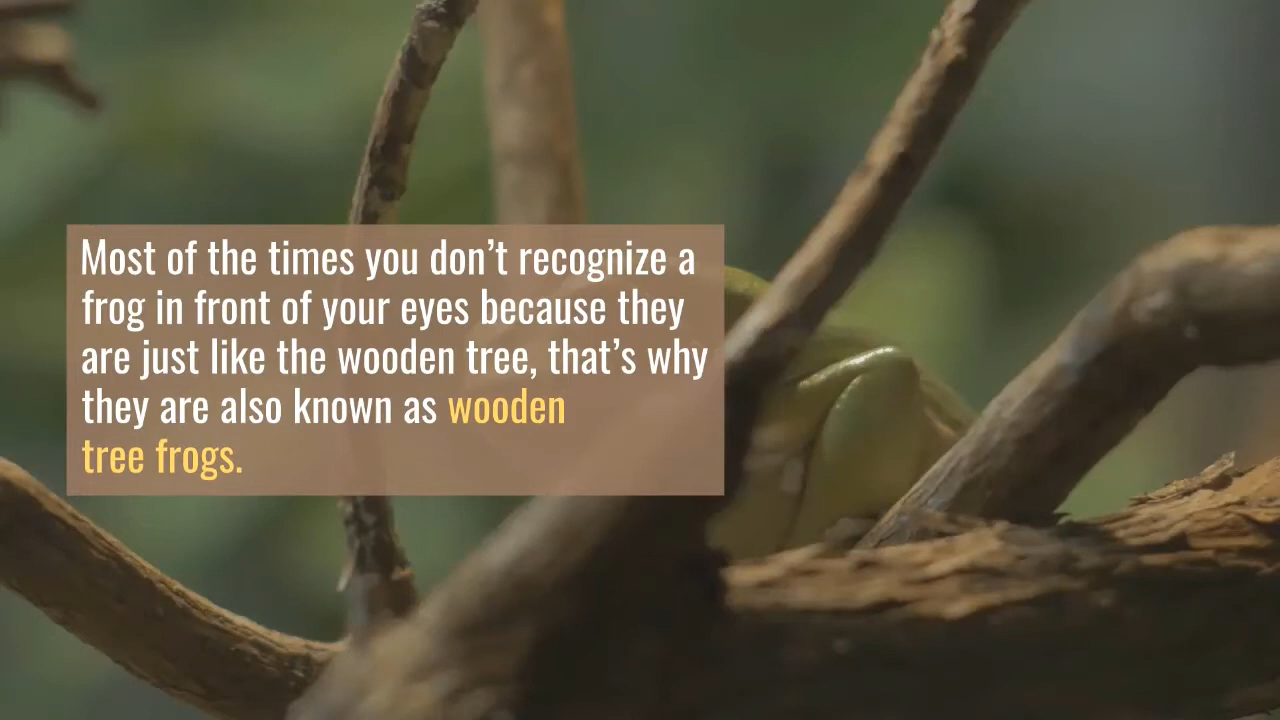 Most of the times you don’t recognize a
frog in front of your eyes because they
are just like the wooden tree, that’s why
they are also known as wooden
tree frogs.